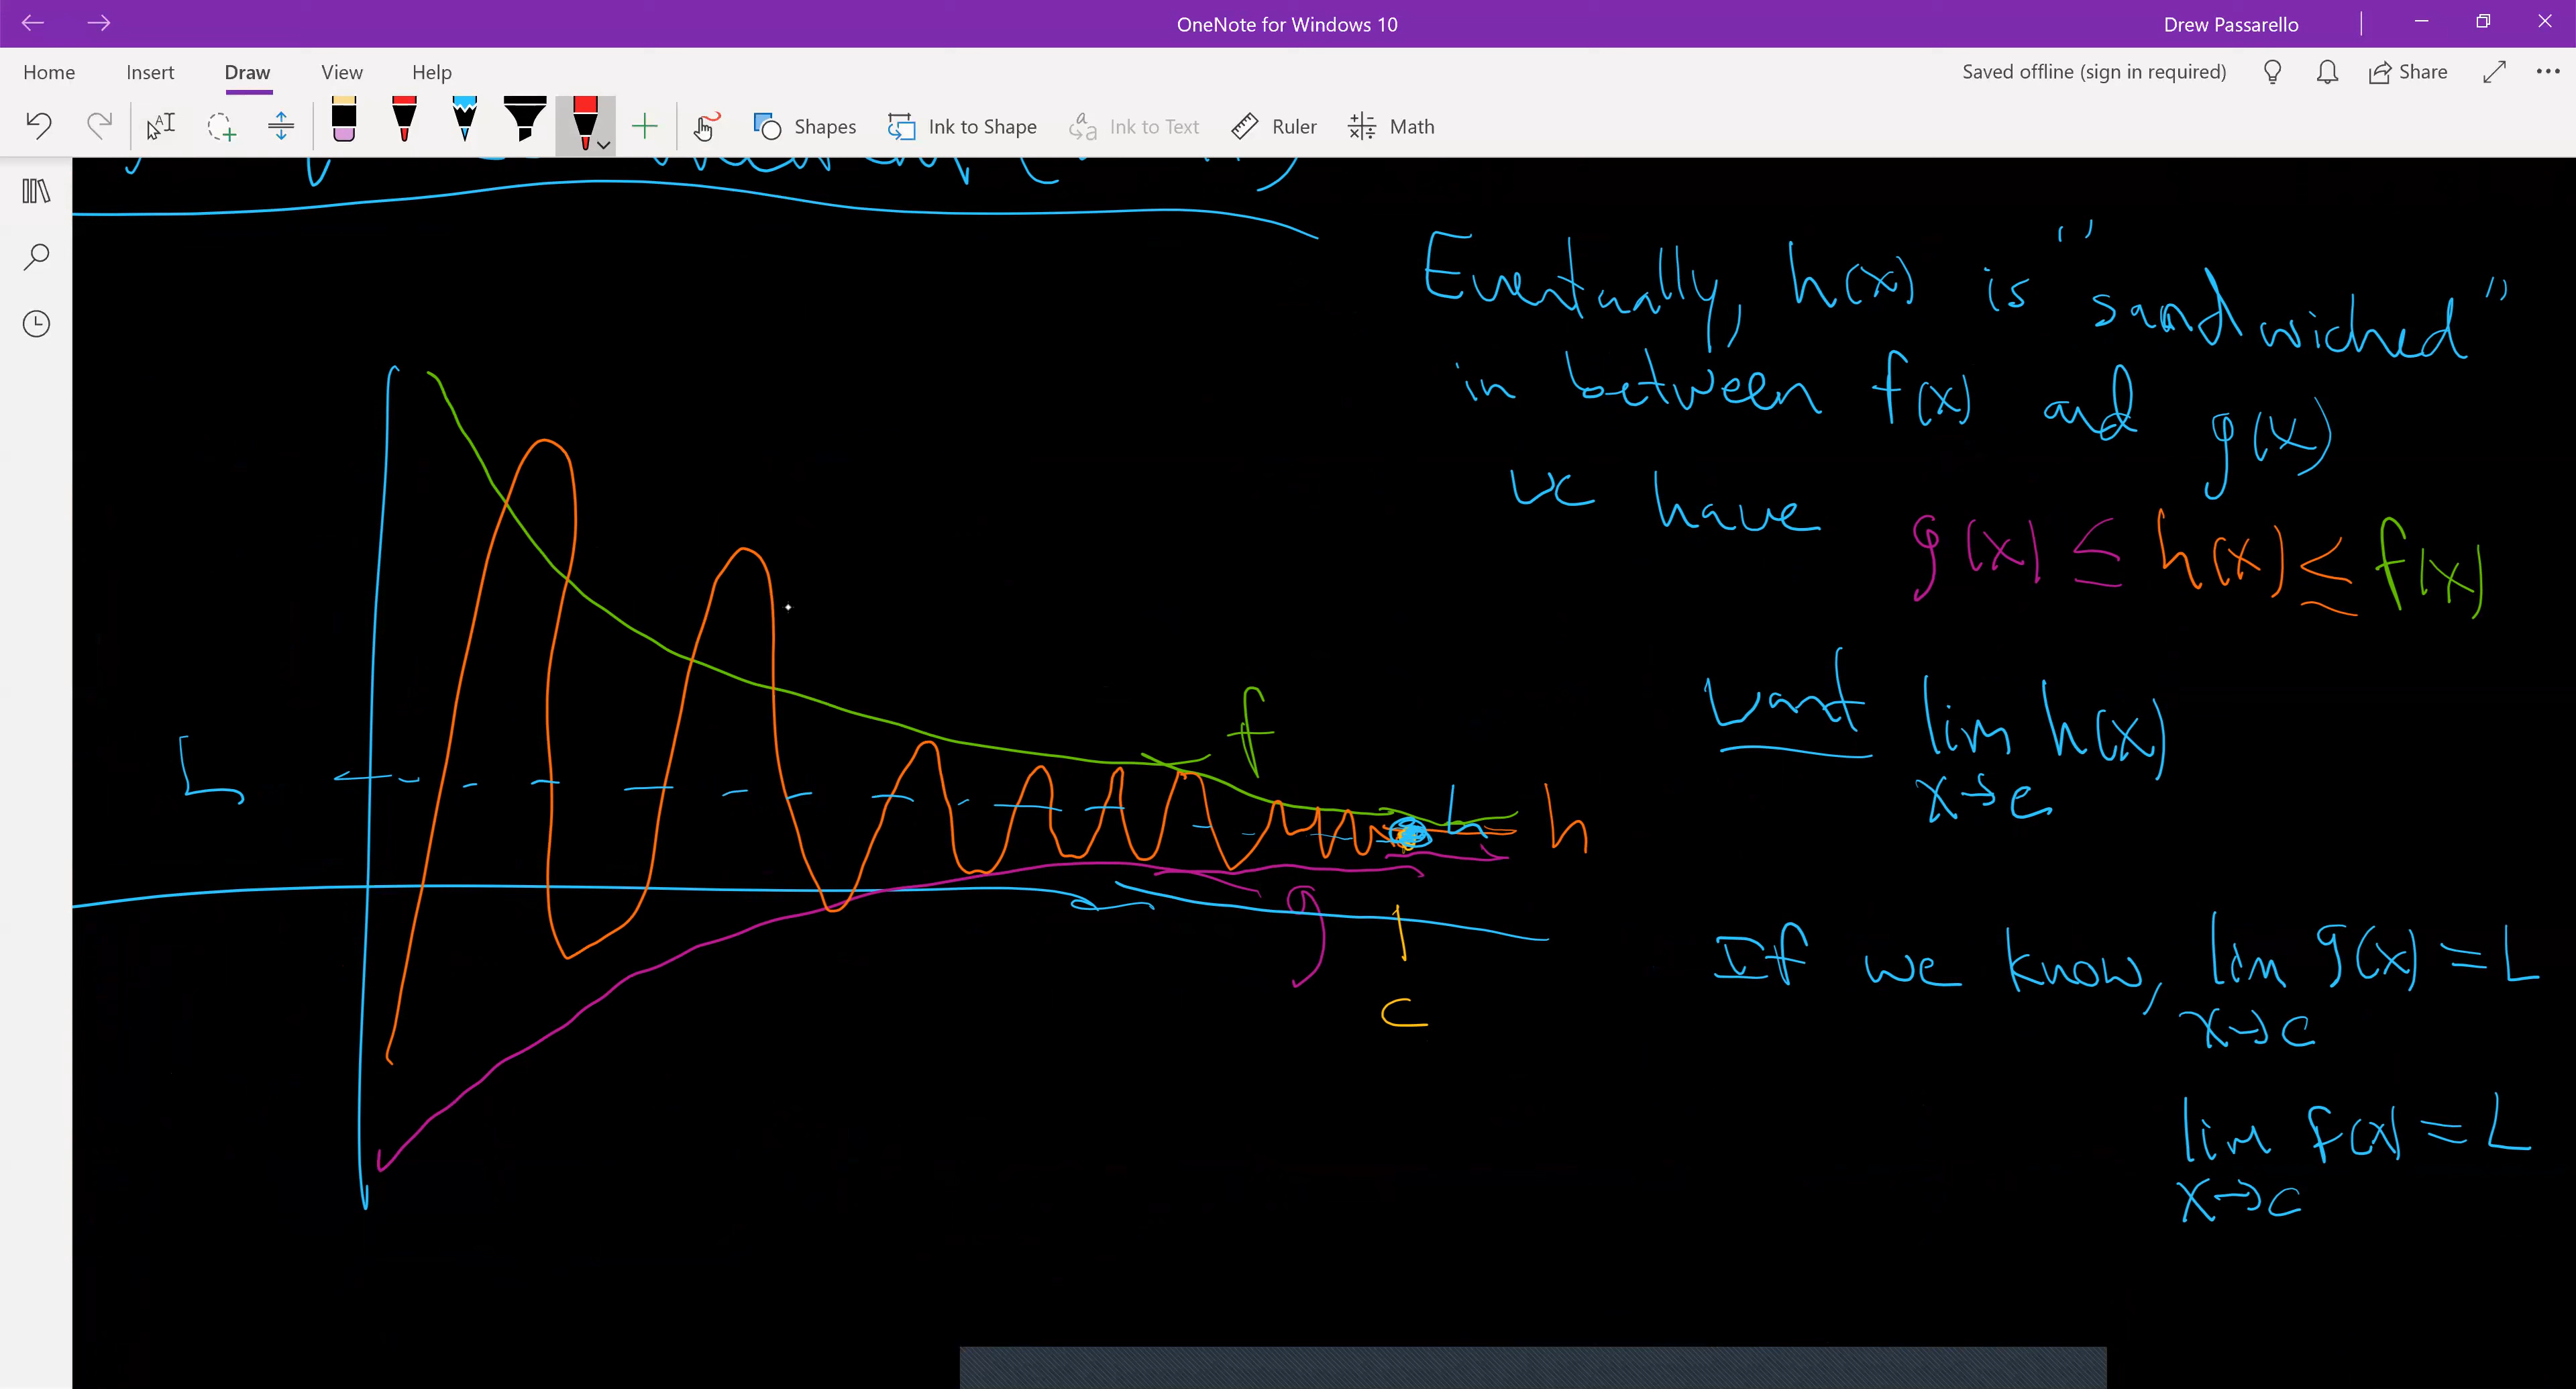 OneNote for Windows 10
Drew Passarello
Home Insert Draw View Help
Saved offline (sign in required) Share
Shapes Ink to Shape Ink to Text Ruler Math
Eventually, h(x) is "sandwiched"
in between f(x) and g(x)
we have g(x) ≤ h(x) ≤ f(x)
want lim h(x)
x→c
L
f
h
g
c
If we know, lim g(x) = L
x→c
lim f(x) = L
x→c